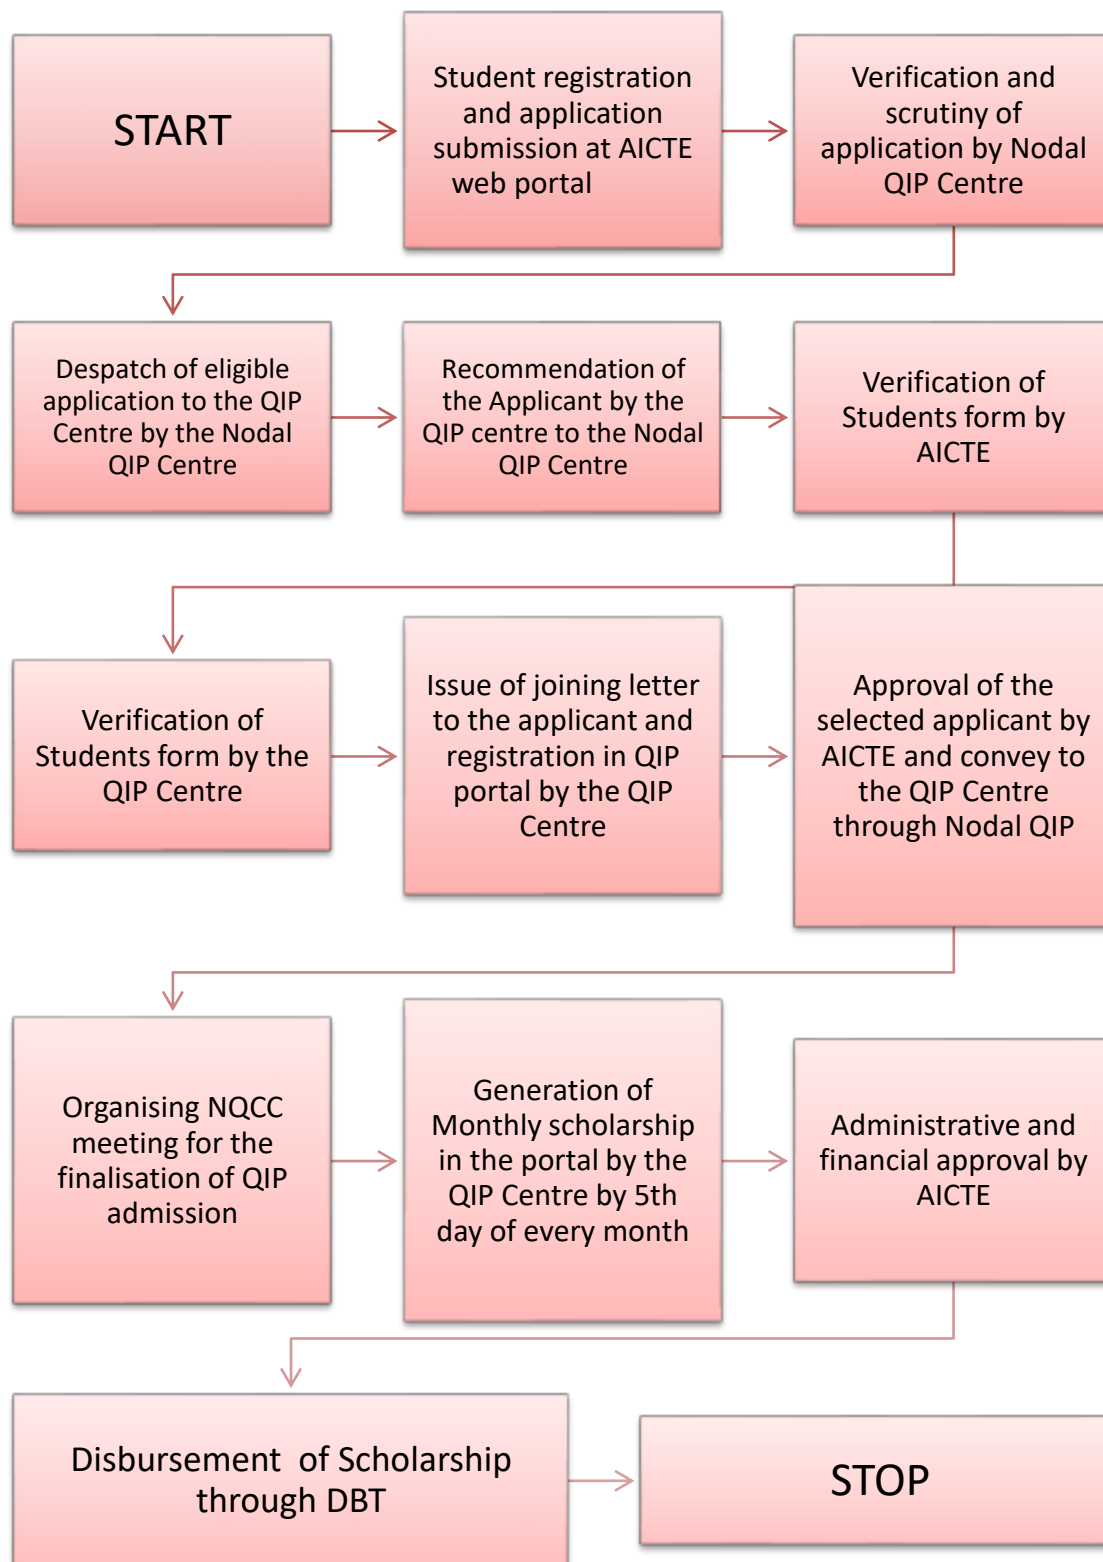 START
Student registration
and application
submission at AICTE
web portal
Verification and
scrutiny of
application by Nodal
QIP Centre
Despatch of eligible
application to the QIP
Centre by the Nodal
QIP Centre
Recommendation of
the Applicant by the
QIP centre to the Nodal
QIP Centre
Verification of
Students form by
AICTE
Verification of
Students form by the
QIP Centre
Issue of joining letter
to the applicant and
registration in QIP
portal by the QIP
Centre
Approval of the
selected applicant by
AICTE and convey to
the QIP Centre
through Nodal QIP
Organising NQCC
meeting for the
finalisation of QIP
admission
Generation of
Monthly scholarship
in the portal by the
QIP Centre by 5th
day of every month
Administrative and
financial approval by
AICTE
Disbursement of Scholarship
through DBT
STOP